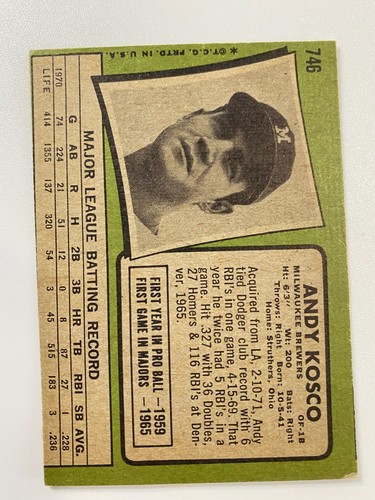 746
*©T.C.G. PRTD. IN U.S.A.
M
ANDY KOSCO
OF-1B
MILWAUKEE BREWERS
Ht: 6'3" Wt: 200 Bats: Right
Throws: Right Born: 10-5-41
Home: Struthers, Ohio
Acquired from LA, 2-10-71, Andy
tied Dodger club record with 6
RBI's in one game, 4-15-69. That
year he twice had 5 RBI's in a
game. Hit .327 with 36 Doubles,
27 Homers & 116 RBI's at Den-
ver, 1965.
FIRST YEAR IN PRO BALL—1959
FIRST GAME IN MAJORS —1965
MAJOR LEAGUE BATTING RECORD
G AB R H 2B 3B HR TB RBI SB AVG.
1970 74 224 21 51 12 0 8 87 27 1 .228
LIFE 414 1355 137 320 54 3 45 515 183 3 .236